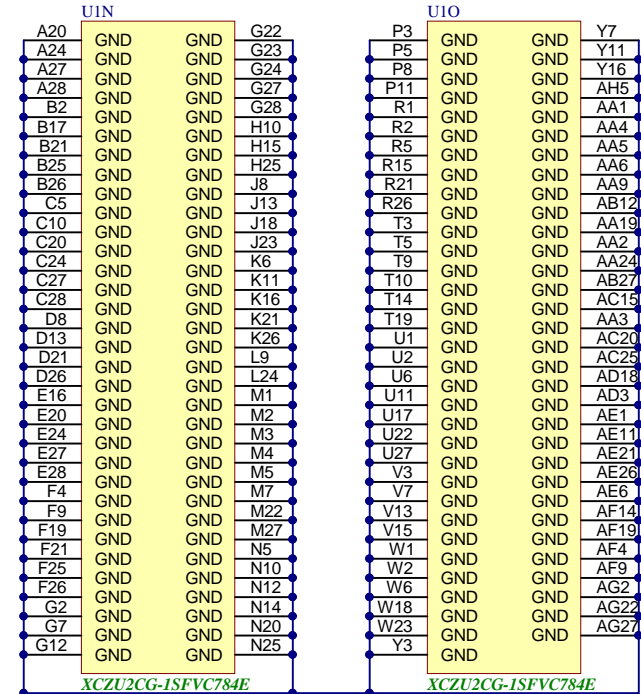 U1N
A20 GND GND G22
A24 GND GND G23
A27 GND GND G24
A28 GND GND G27
B2 GND GND G28
B17 GND GND H10
B21 GND GND H15
B25 GND GND H25
B26 GND GND J8
C5 GND GND J13
C10 GND GND J18
C20 GND GND J23
C24 GND GND K6
C27 GND GND K11
C28 GND GND K16
D8 GND GND K21
D13 GND GND K26
D21 GND GND L9
D26 GND GND L24
E16 GND GND M1
E20 GND GND M2
E24 GND GND M3
E27 GND GND M4
E28 GND GND M5
F4 GND GND M7
F9 GND GND M22
F19 GND GND M27
F21 GND GND N5
F25 GND GND N10
F26 GND GND N12
G2 GND GND N14
G7 GND GND N20
G12 GND GND N25
XCZU2CG-1SFVC784E
U1O
P3 GND GND Y7
P5 GND GND Y11
P8 GND GND Y16
P11 GND GND AH5
R1 GND GND AA1
R2 GND GND AA4
R5 GND GND AA5
R15 GND GND AA6
R21 GND GND AA9
R26 GND GND AB12
T3 GND GND AA19
T5 GND GND AA2
T9 GND GND AA24
T10 GND GND AB27
T14 GND GND AC15
T19 GND GND AA3
U1 GND GND AC20
U2 GND GND AC25
U6 GND GND AD18
U11 GND GND AD3
U17 GND GND AE1
U22 GND GND AE11
U27 GND GND AE21
V3 GND GND AE26
V7 GND GND AE6
V13 GND GND AF14
V15 GND GND AF19
W1 GND GND AF4
W2 GND GND AF9
W6 GND GND AG2
W18 GND GND AG22
W23 GND GND AG27
Y3 GND
XCZU2CG-1SFVC784E